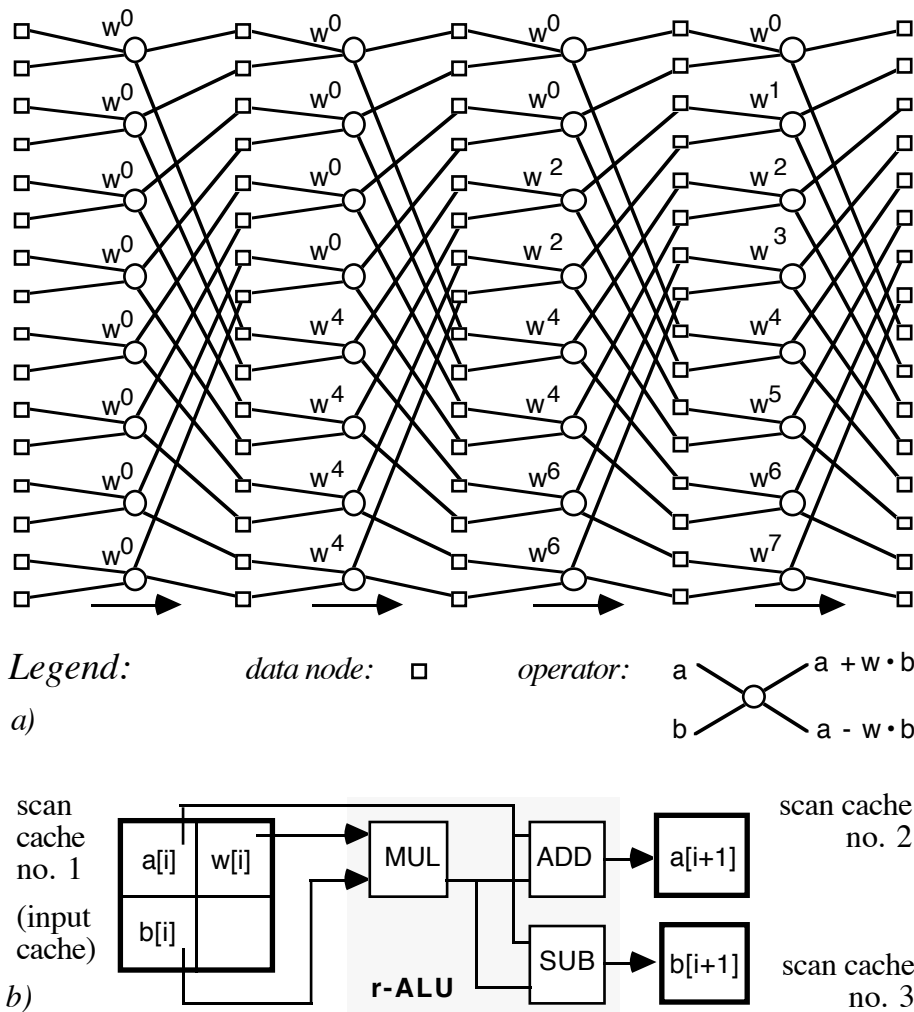 w0 w0 w0 w0
w0 w0 w0 w1
w0 w0 w2 w2
w0 w0 w2 w3
w0 w4 w4 w4
w0 w4 w4 w5
w0 w4 w6 w6
w0 w4 w6 w7
Legend: data node: operator: a b a + w • b a - w • b
a)
scan
cache
no. 1
(input
cache)
a[i] w[i]
b[i]
MUL
ADD
SUB
r-ALU
a[i+1]
b[i+1]
scan cache
no. 2
scan cache
no. 3
b)